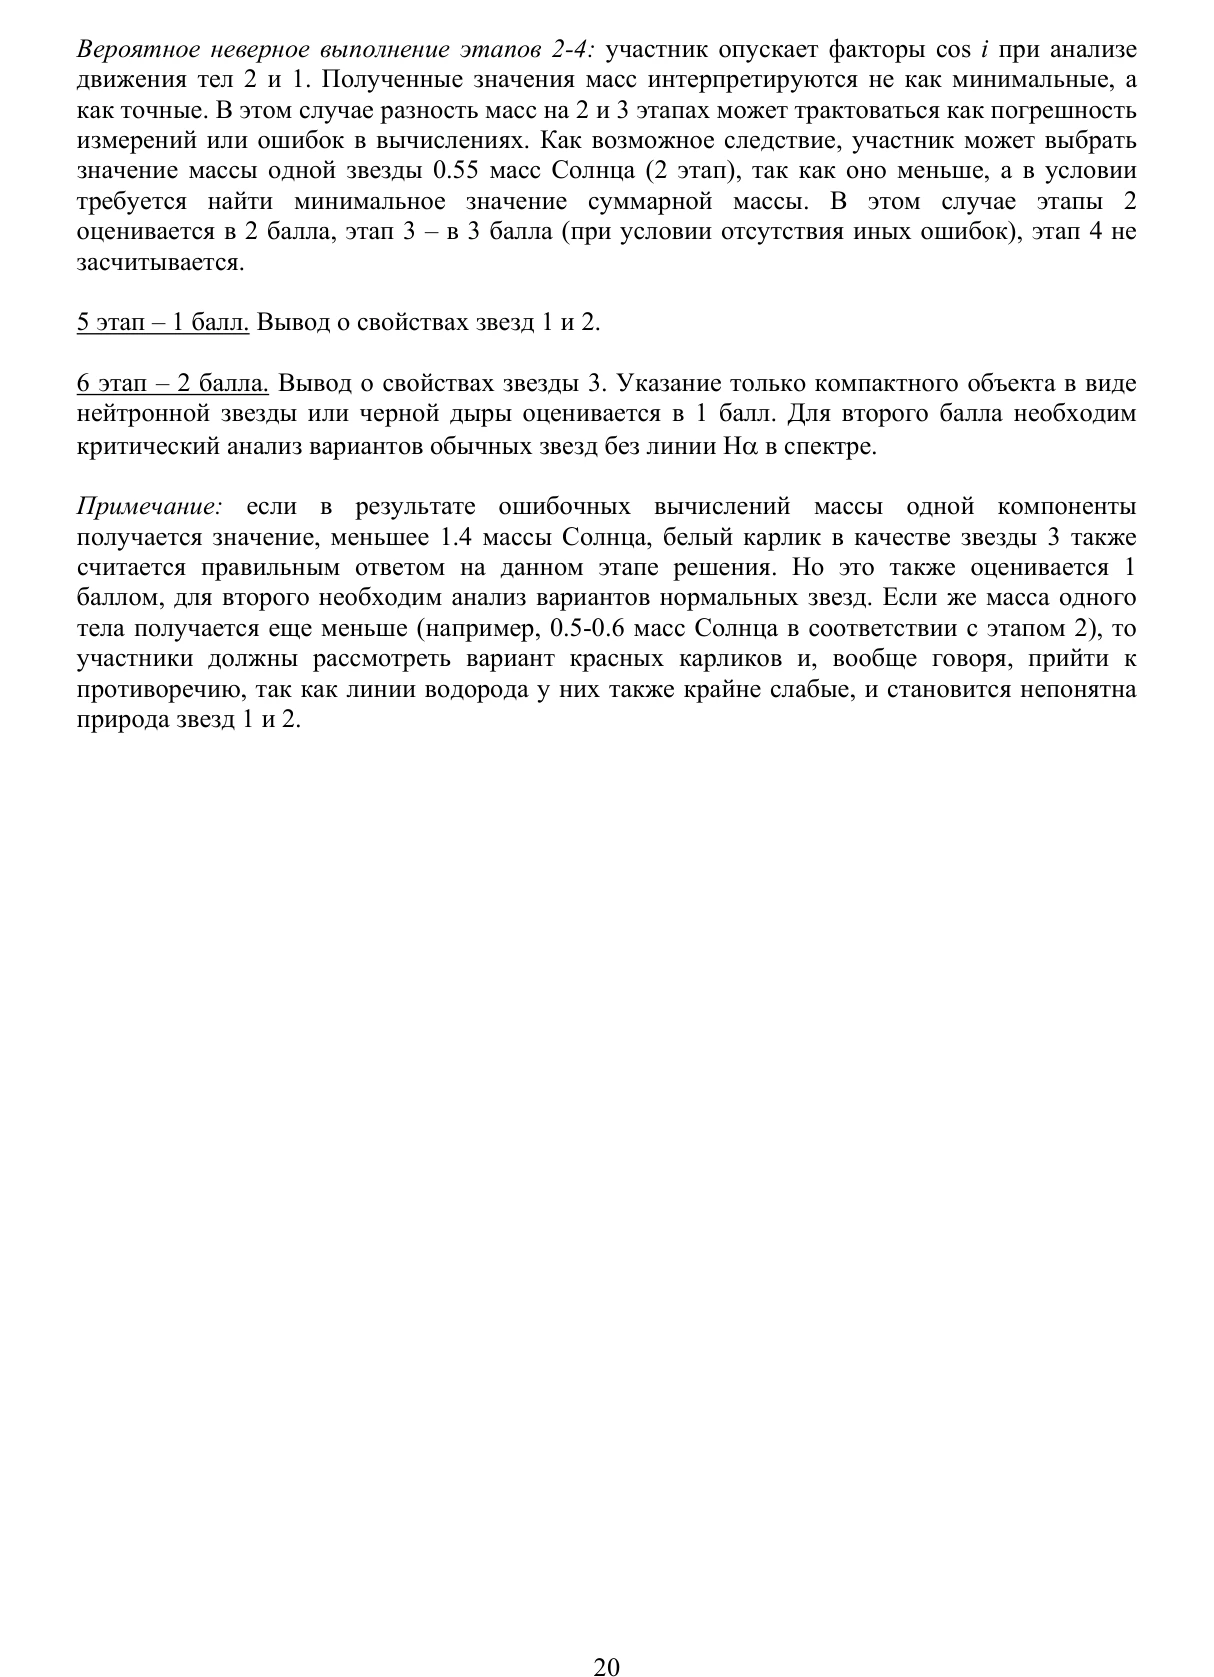 Вероятное неверное выполнение этапов 2-4: участник опускает факторы cos i при анализе
движения тел 2 и 1. Полученные значения масс интерпретируются не как минимальные, а
как точные. В этом случае разность масс на 2 и 3 этапах может трактоваться как погрешность
измерений или ошибок в вычислениях. Как возможное следствие, участник может выбрать
значение массы одной звезды 0.55 масс Солнца (2 этап), так как оно меньше, а в условии
требуется найти минимальное значение суммарной массы. В этом случае этапы 2
оценивается в 2 балла, этап 3 – в 3 балла (при условии отсутствия иных ошибок), этап 4 не
засчитывается.
5 этап – 1 балл. Вывод о свойствах звезд 1 и 2.
6 этап – 2 балла. Вывод о свойствах звезды 3. Указание только компактного объекта в виде
нейтронной звезды или черной дыры оценивается в 1 балл. Для второго балла необходим
критический анализ вариантов обычных звезд без линии Hα в спектре.
Примечание: если в результате ошибочных вычислений массы одной компоненты
получается значение, меньшее 1.4 массы Солнца, белый карлик в качестве звезды 3 также
считается правильным ответом на данном этапе решения. Но это также оценивается 1
баллом, для второго необходим анализ вариантов нормальных звезд. Если же масса одного
тела получается еще меньше (например, 0.5-0.6 масс Солнца в соответствии с этапом 2), то
участники должны рассмотреть вариант красных карликов и, вообще говоря, прийти к
противоречию, так как линии водорода у них также крайне слабые, и становится непонятна
природа звезд 1 и 2.
20